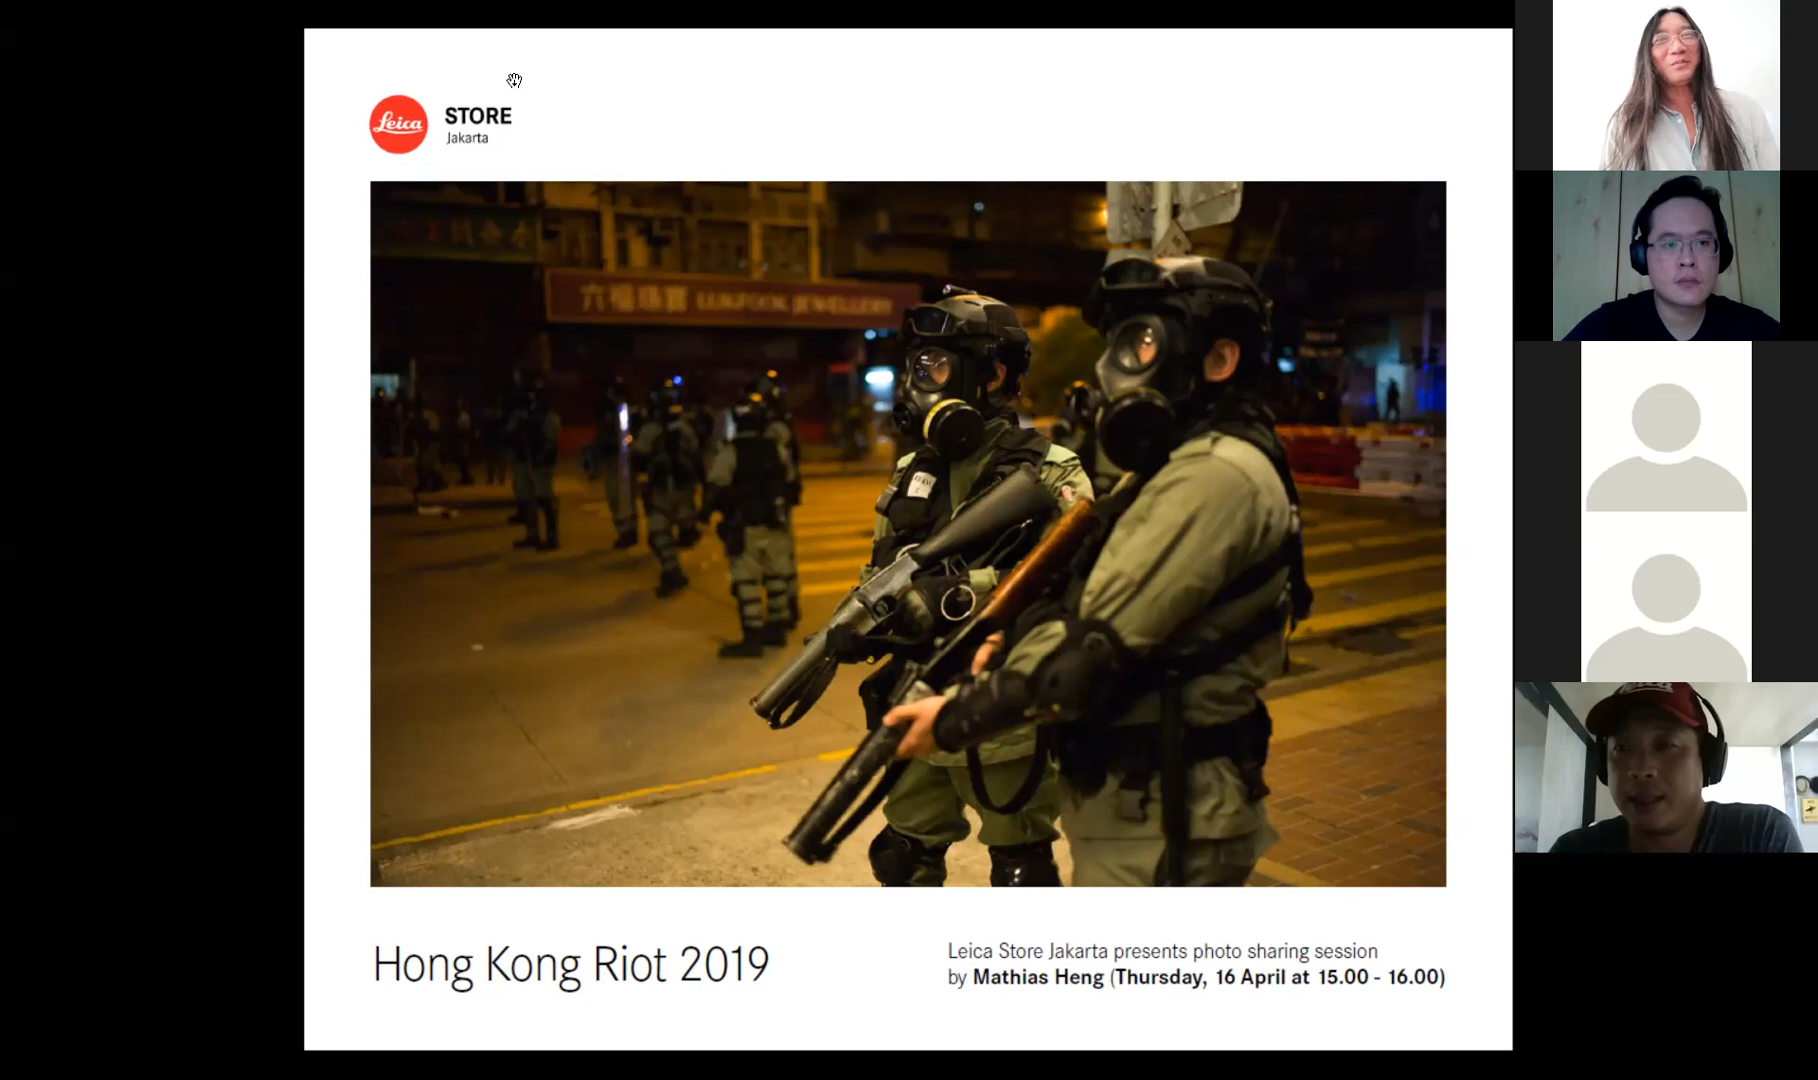 Leica
STORE
Jakarta
六福珠寶 LUKFOOK JEWELLERY
Hong Kong Riot 2019
Leica Store Jakarta presents photo sharing session
by Mathias Heng (Thursday, 16 April at 15.00 - 16.00)